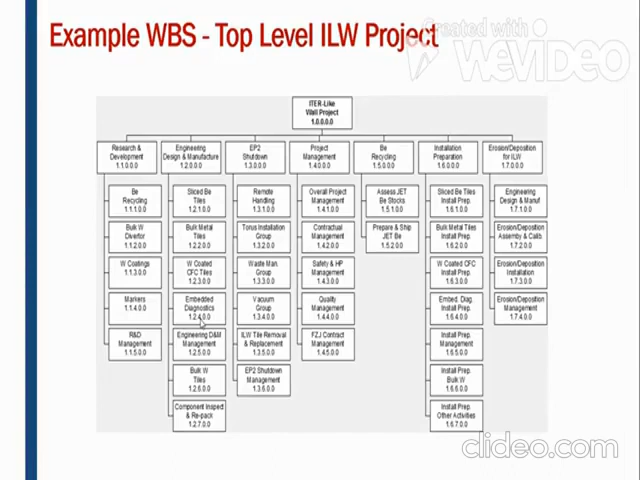 Example WBS - Top Level ILW Project
Created with
WEVIDEO
ITER-Like
Wall Project
1.0.0.0.0
Research &
Development
1.1.0.0.0
Engineering
Design & Manufacture
1.2.0.0.0
EP2
Shutdown
1.3.0.0.0
Project
Management
1.4.0.0.0
Be
Recycling
1.5.0.0.0
Installation
Preparation
1.6.0.0.0
Erosion/Deposition
for ILW
1.7.0.0.0
Be
Recycling
1.1.1.0.0
Bulk W
Divertor
1.1.2.0.0
W Coatings
1.1.3.0.0
Markers
1.1.4.0.0
R&D
Management
1.1.5.0.0
Sliced Be
Tiles
1.2.1.0.0
Bulk Metal
Tiles
1.2.2.0.0
W Coated
CFC Tiles
1.2.3.0.0
Embedded
Diagnostics
1.2.4.0.0
Engineering D&M
Management
1.2.5.0.0
Bulk W
Tiles
1.2.6.0.0
Component Inspect
& Re-pack
1.2.7.0.0
Remote
Handling
1.3.1.0.0
Torus Installation
Group
1.3.2.0.0
Waste Man.
Group
1.3.3.0.0
Vacuum
Group
1.3.4.0.0
ILW Tile Removal
& Replacement
1.3.5.0.0
EP2 Shutdown
Management
1.3.6.0.0
Overall Project
Management
1.4.1.0.0
Contractual
Management
1.4.2.0.0
Safety & HP
Management
1.4.3.0.0
Quality
Management
1.4.4.0.0
FZJ Contract
Management
1.4.5.0.0
Assess JET
Be Stocks
1.5.1.0.0
Prepare & Ship
JET Be
1.5.2.0.0
Sliced Be Tiles
Install Prep.
1.6.1.0.0
Bulk Metal Tiles
Install Prep.
1.6.2.0.0
W Coated CFC
Install Prep.
1.6.3.0.0
Embed. Diag.
Install Prep.
1.6.4.0.0
Install Prep.
Management
1.6.5.0.0
Install Prep.
Bulk W
1.6.6.0.0
Install Prep.
Other Activities
1.6.7.0.0
Engineering
Design & Manuf.
1.7.1.0.0
Erosion/Deposition
Assembly & Calib.
1.7.2.0.0
Erosion/Deposition
Installation
1.7.3.0.0
Erosion/Deposition
Management
1.7.4.0.0
clideo.com